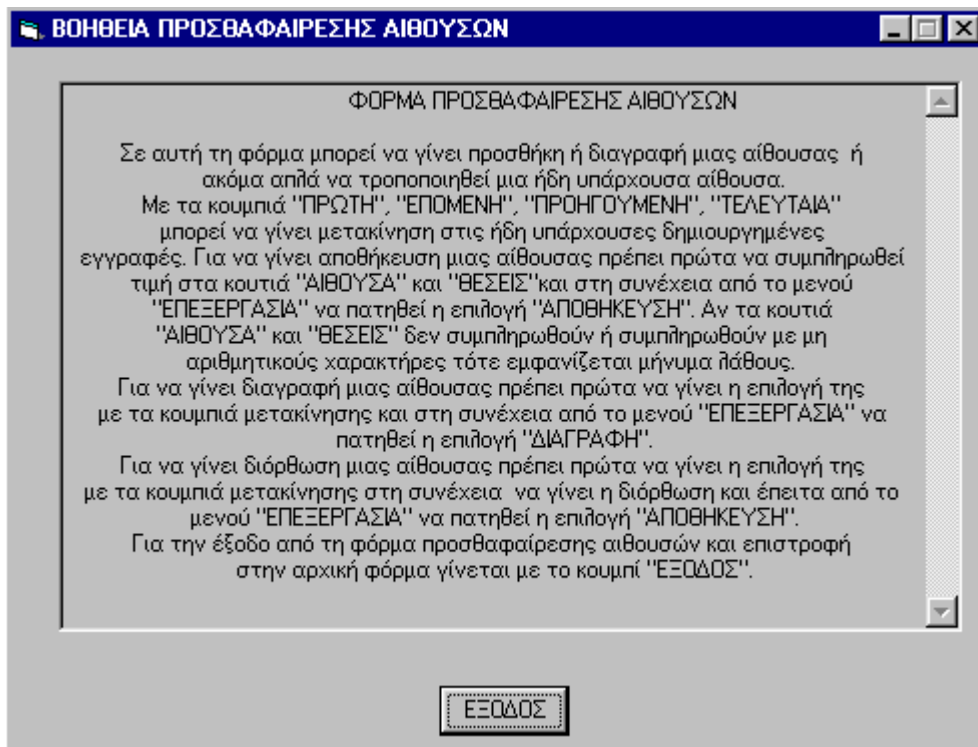 ΒΟΗΘΕΙΑ ΠΡΟΣΘΑΦΑΙΡΕΣΗΣ ΑΙΘΟΥΣΩΝ
ΦΟΡΜΑ ΠΡΟΣΘΑΦΑΙΡΕΣΗΣ ΑΙΘΟΥΣΩΝ
Σε αυτή τη φόρμα μπορεί να γίνει προσθήκη ή διαγραφή μιας αίθουσας ή
ακόμα απλά να τροποποιηθεί μια ήδη υπάρχουσα αίθουσα.
Με τα κουμπιά "ΠΡΩΤΗ", "ΕΠΟΜΕΝΗ", "ΠΡΟΗΓΟΥΜΕΝΗ", "ΤΕΛΕΥΤΑΙΑ"
μπορεί να γίνει μετακίνηση στις ήδη υπάρχουσες δημιουργημένες
εγγραφές. Για να γίνει αποθήκευση μιας αίθουσας πρέπει πρώτα να συμπληρωθεί
τιμή στα κουτιά "ΑΙΘΟΥΣΑ" και "ΘΕΣΕΙΣ"και στη συνέχεια από το μενού
"ΕΠΕΞΕΡΓΑΣΙΑ" να πατηθεί η επιλογή "ΑΠΟΘΗΚΕΥΣΗ". Αν τα κουτιά
"ΑΙΘΟΥΣΑ" και "ΘΕΣΕΙΣ" δεν συμπληρωθούν ή συμπληρωθούν με μη
αριθμητικούς χαρακτήρες τότε εμφανίζεται μήνυμα λάθους.
Για να γίνει διαγραφή μιας αίθουσας πρέπει πρώτα να γίνει η επιλογή της
με τα κουμπιά μετακίνησης και στη συνέχεια από το μενού "ΕΠΕΞΕΡΓΑΣΙΑ" να
πατηθεί η επιλογή "ΔΙΑΓΡΑΦΗ".
Για να γίνει διόρθωση μιας αίθουσας πρέπει πρώτα να γίνει η επιλογή της
με τα κουμπιά μετακίνησης στη συνέχεια να γίνει η διόρθωση και έπειτα από το
μενού "ΕΠΕΞΕΡΓΑΣΙΑ" να πατηθεί η επιλογή "ΑΠΟΘΗΚΕΥΣΗ".
Για την έξοδο από τη φόρμα προσθαφαίρεσης αιθουσών και επιστροφή
στην αρχική φόρμα γίνεται με το κουμπί "ΕΞΟΔΟΣ".
ΕΞΟΔΟΣ